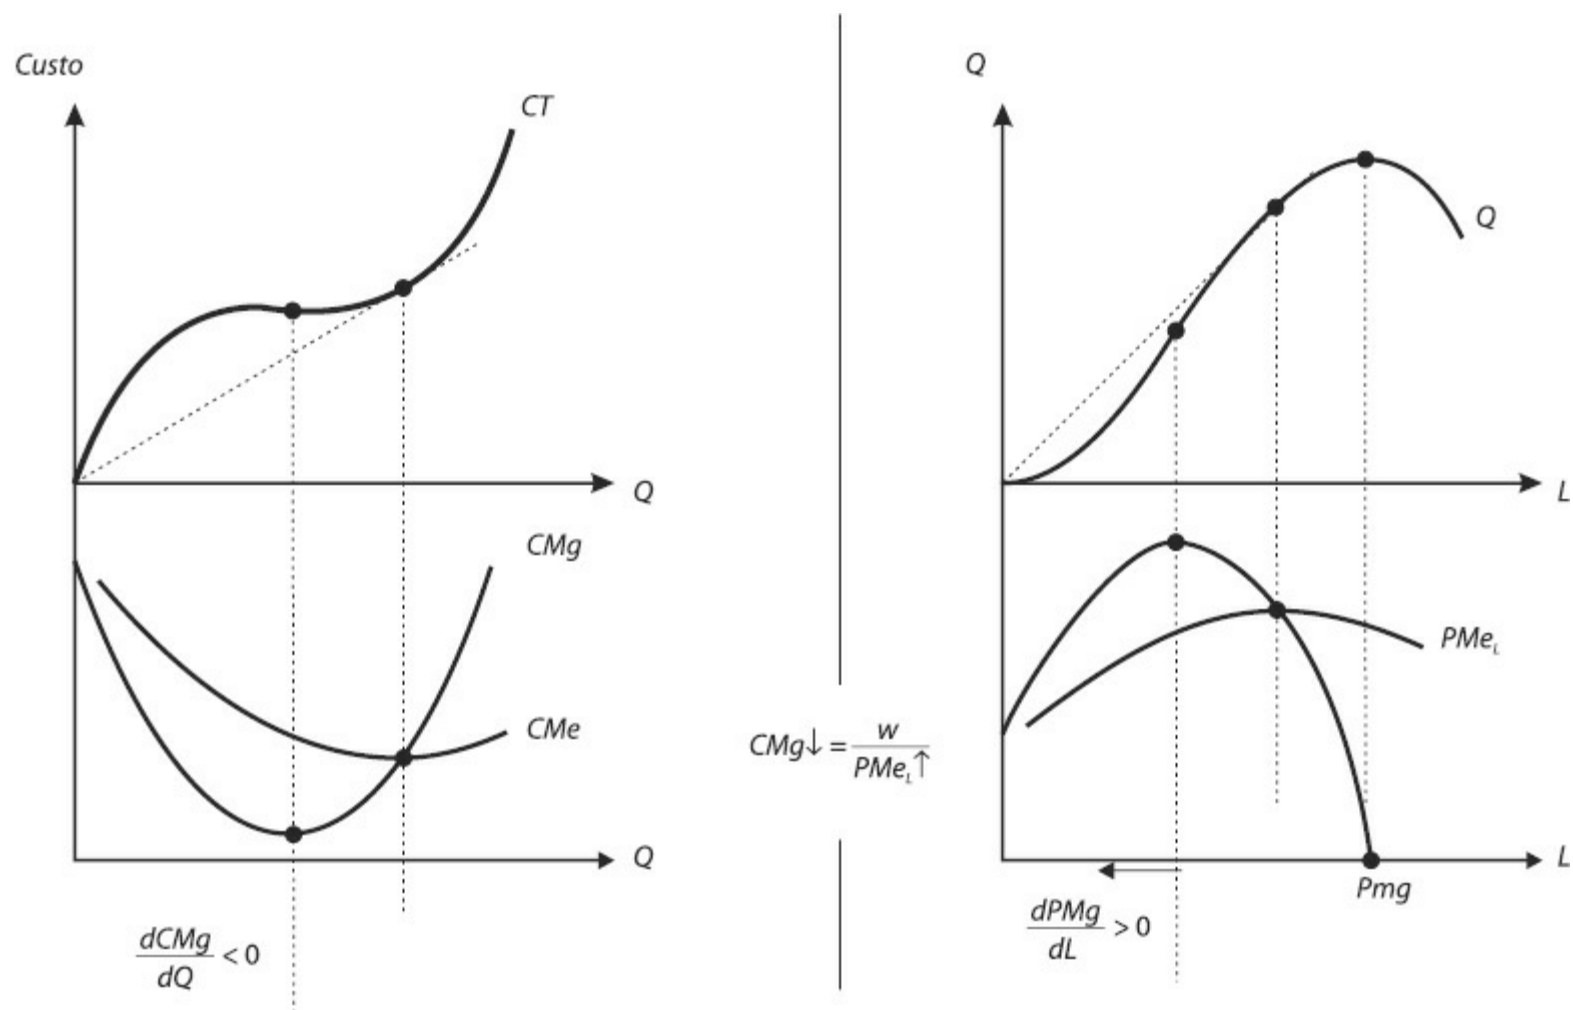 Custo
CT
Q
CMg
CMe
Q
dCMg
dQ
< 0
CMg↓ = w
PMeL↑
Q
Q
L
PMeL
L
Pmg
dPMg
dL
> 0